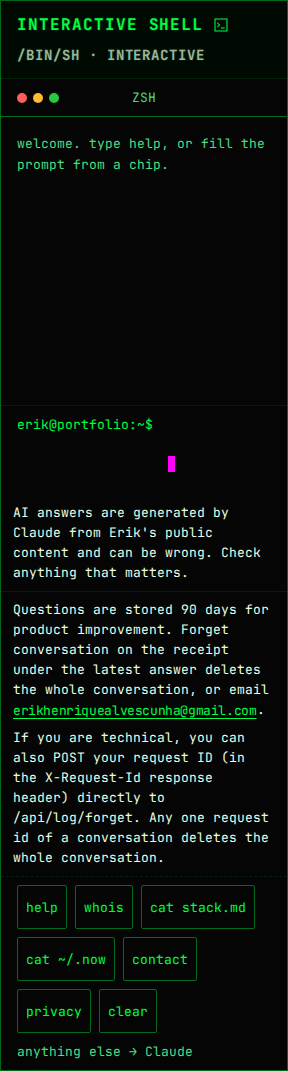 INTERACTIVE SHELL
/BIN/SH · INTERACTIVE
ZSH
welcome. type help, or fill the
prompt from a chip.
erik@portfolio:~$
AI answers are generated by
Claude from Erik's public
content and can be wrong. Check
anything that matters.
Questions are stored 90 days for
product improvement. Forget
conversation on the receipt
under the latest answer deletes
the whole conversation, or email
erikhenriquealvescunha@gmail.com.
If you are technical, you can
also POST your request ID (in
the X-Request-Id response
header) directly to
/api/log/forget. Any one request
id of a conversation deletes the
whole conversation.
help whois cat stack.md
cat ~/.now contact
privacy clear
anything else → Claude